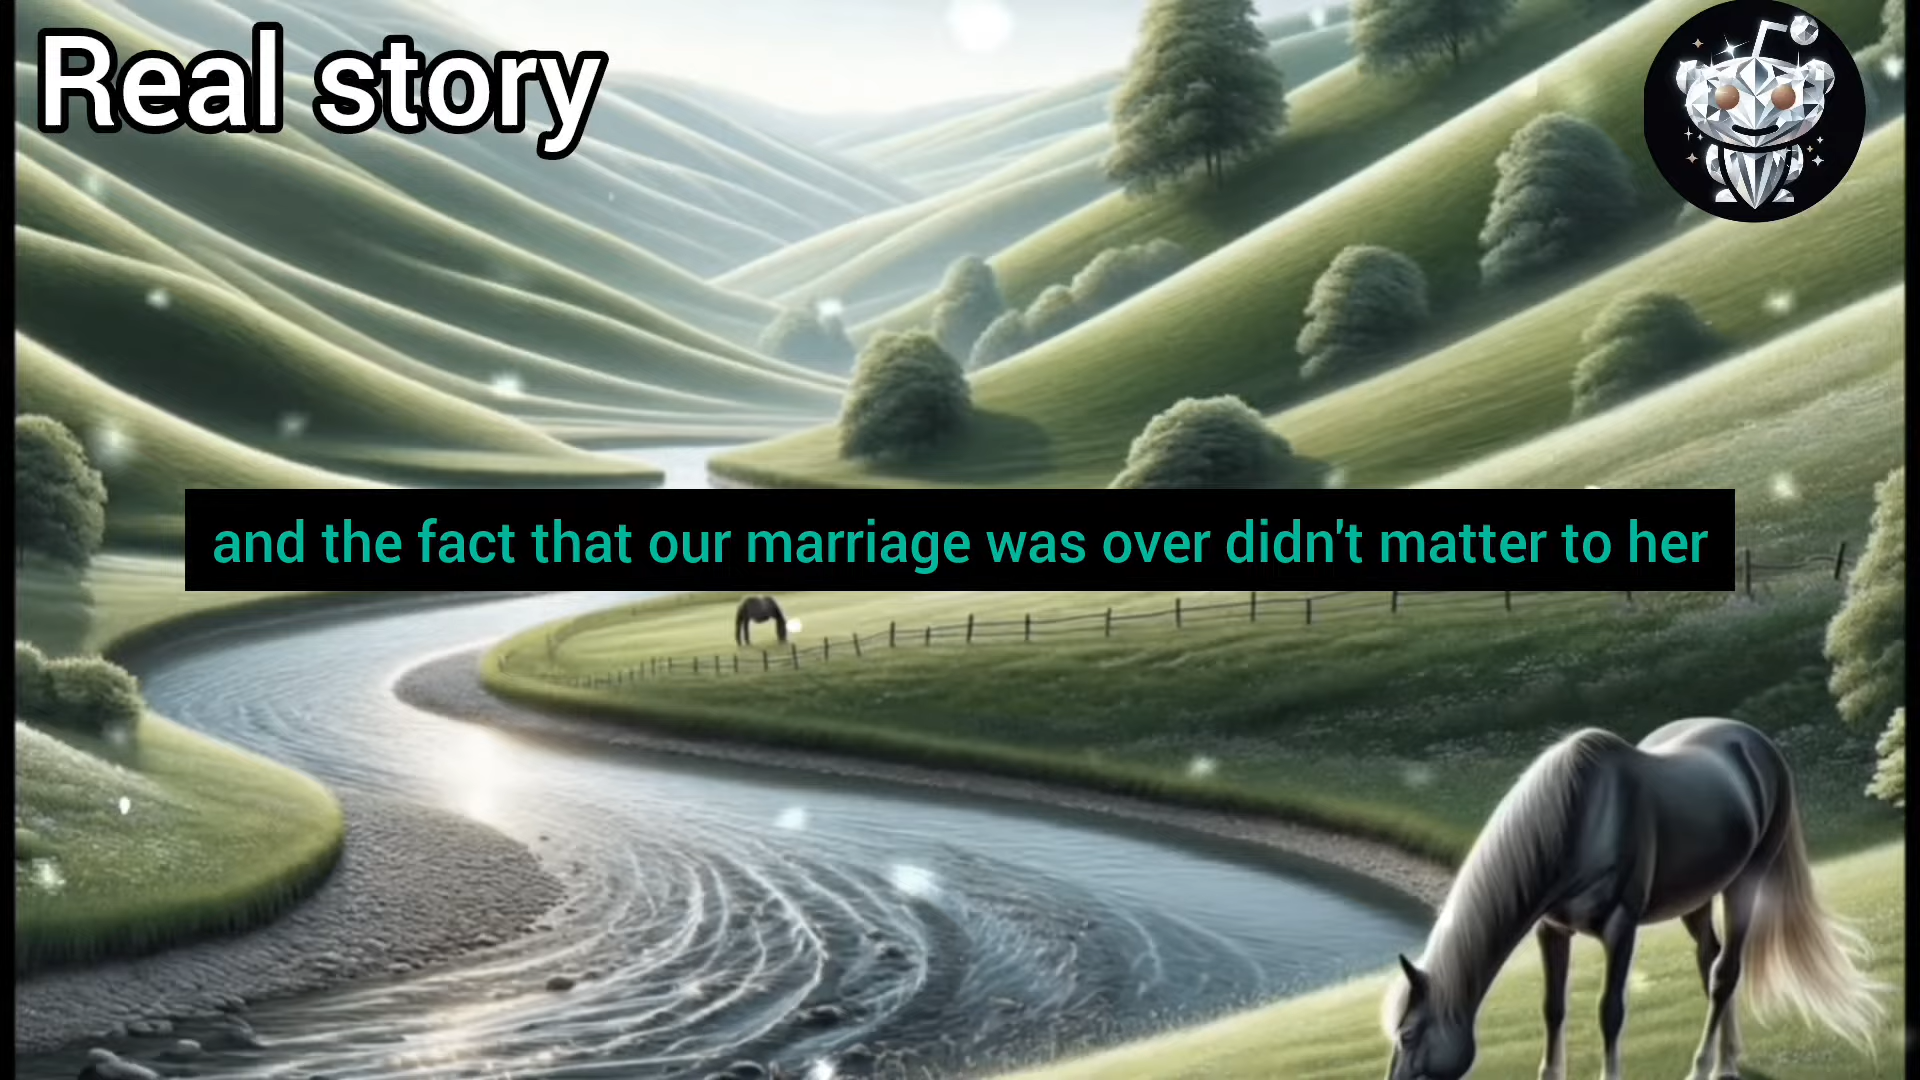 Real story
and the fact that our marriage was over didn't matter to her